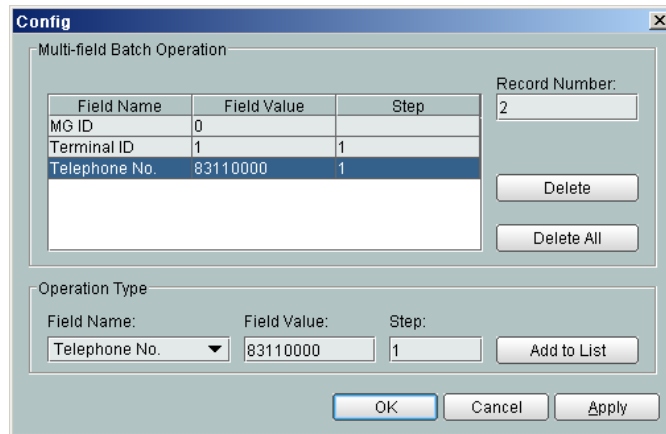 Config
Multi-field Batch Operation
Record Number:
2
Field Name Field Value Step
MG ID 0
Terminal ID 1 1
Telephone No. 83110000 1
Delete
Delete All
Operation Type
Field Name: Field Value: Step:
Telephone No. 83110000 1 Add to List
OK Cancel Apply